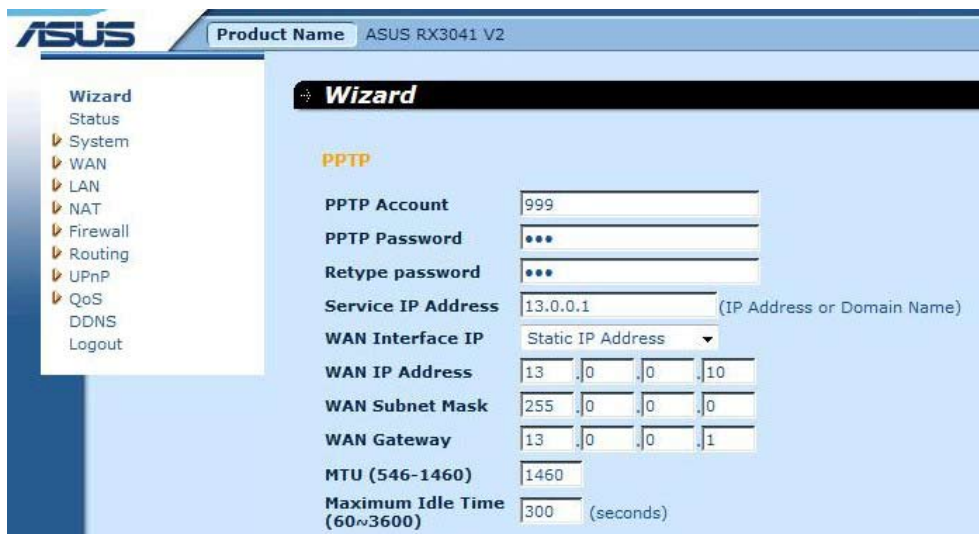 ASUS
Product Name ASUS RX3041 V2
Wizard
Status
System
WAN
LAN
NAT
Firewall
Routing
UPnP
QoS
DDNS
Logout
Wizard
PPTP
PPTP Account 999
PPTP Password •••
Retype password •••
Service IP Address 13.0.0.1 (IP Address or Domain Name)
WAN Interface IP Static IP Address
WAN IP Address 13 .0 .0 .10
WAN Subnet Mask 255 .0 .0 .0
WAN Gateway 13 .0 .0 .1
MTU (546-1460) 1460
Maximum Idle Time
(60~3600) 300 (seconds)